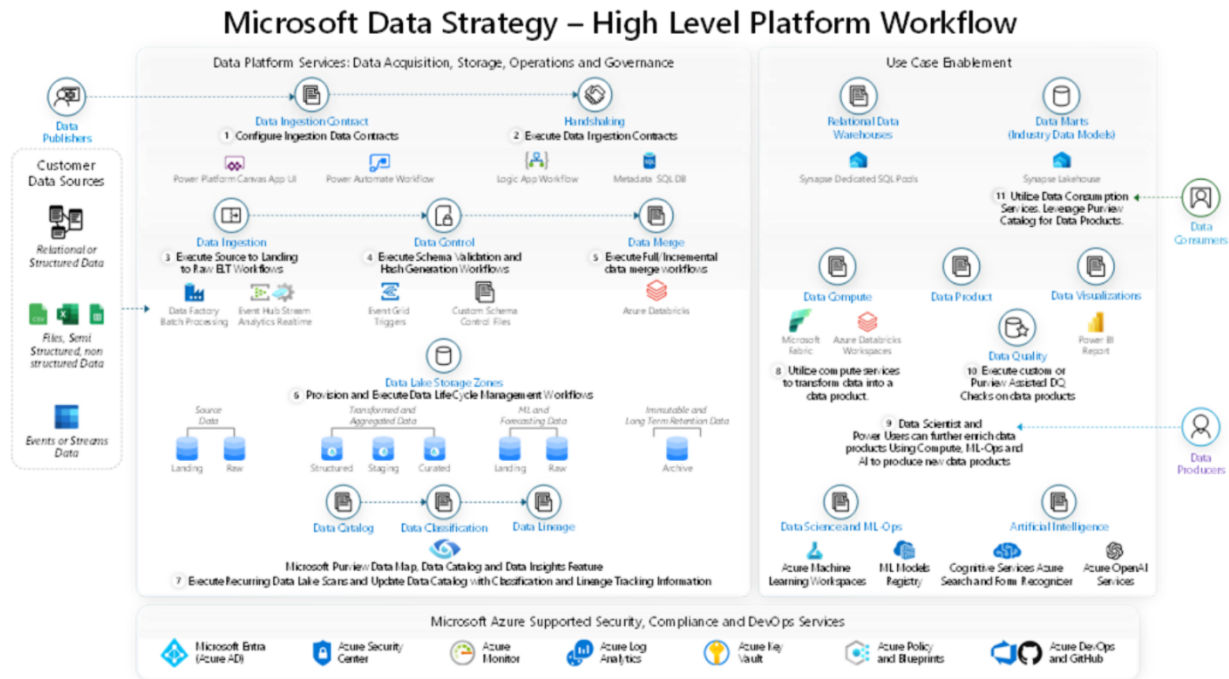 Microsoft Data Strategy – High Level Platform Workflow
Data Platform Services: Data Acquisition, Storage, Operations and Governance
Use Case Enablement
Data
Publishers
Data Ingestion Contract
1 Configure Ingestion Data Contracts
Handshaking
2 Execute Data Ingestion Contracts
Power Platform Canvas App UI
Power Automate Workflow
Logic App Workflow
Metadata SQL DB
Customer
Data Sources
Relational or
Structured Data
CSV
Files, Semi
Structured, non
structured Data
Events or Streams
Data
Data Ingestion
3 Execute Source to Landing
to Raw ELT Workflows
Data Control
4 Execute Schema Validation and
Hash Generation Workflows
Data Merge
5 Execute Full/Incremental
data merge workflows
Data Factory
Batch Processing
Event Hub Stream
Analytics Realtime
Event Grid
Triggers
Custom Schema
Control Files
Azure Databricks
Data Lake Storage Zones
6 Provision and Execute Data LifeCycle Management Workflows
Source
Data
Transformed and
Aggregated Data
ML and
Forecasting Data
Immutable and
Long Term Retention Data
Landing
Raw
Structured
Staging
Curated
Landing
Raw
Archive
Data Catalog
Data Classification
Data Lineage
Microsoft Purview Data Map, Data Catalog and Data Insights Feature
7 Execute Recurring Data Lake Scans and Update Data Catalog with Classification and Lineage Tracking Information
Relational Data
Warehouses
Data Marts
(Industry Data Models)
Synapse Dedicated SQL Pools
Synapse Lakehouse
11 Utilize Data Consumption
Services. Leverage Purview
Catalog for Data Products.
Data
Consumers
Data Compute
Data Product
Data Visualizations
Microsoft
Fabric
Azure Databricks
Workspaces
Data Quality
Power BI
Report
8 Utilize compute services
to transform data into a
data product.
10 Execute custom or
Purview Assisted DQ
Checks on data products
9 Data Scientist and
Power Users can further enrich data
products Using Compute, ML-Ops and
AI to produce new data products
Data
Producers
Data Science and ML-Ops
Artificial Intelligence
Azure Machine
Learning Workspaces
ML Models
Registry
Cognitive Services Azure
Search and Form Recognizer
Azure OpenAI
Services
Microsoft Azure Supported Security, Compliance and DevOps Services
Microsoft Entra
(Azure AD)
Azure Security
Center
Azure
Monitor
Azure Log
Analytics
Azure Key
Vault
Azure Policy
and Blueprints
Azure DevOps
and GitHub